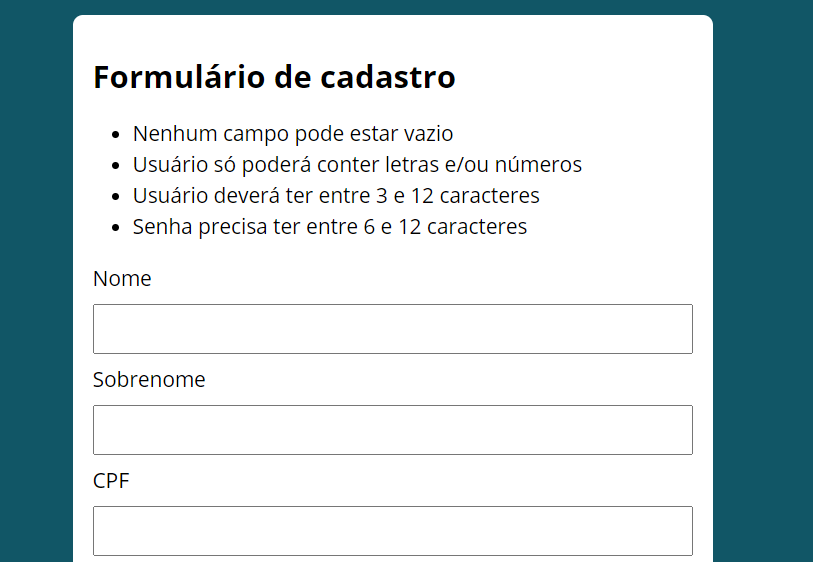 Formulário de cadastro
Nenhum campo pode estar vazio
Usuário só poderá conter letras e/ou números
Usuário deverá ter entre 3 e 12 caracteres
Senha precisa ter entre 6 e 12 caracteres
Nome
Sobrenome
CPF